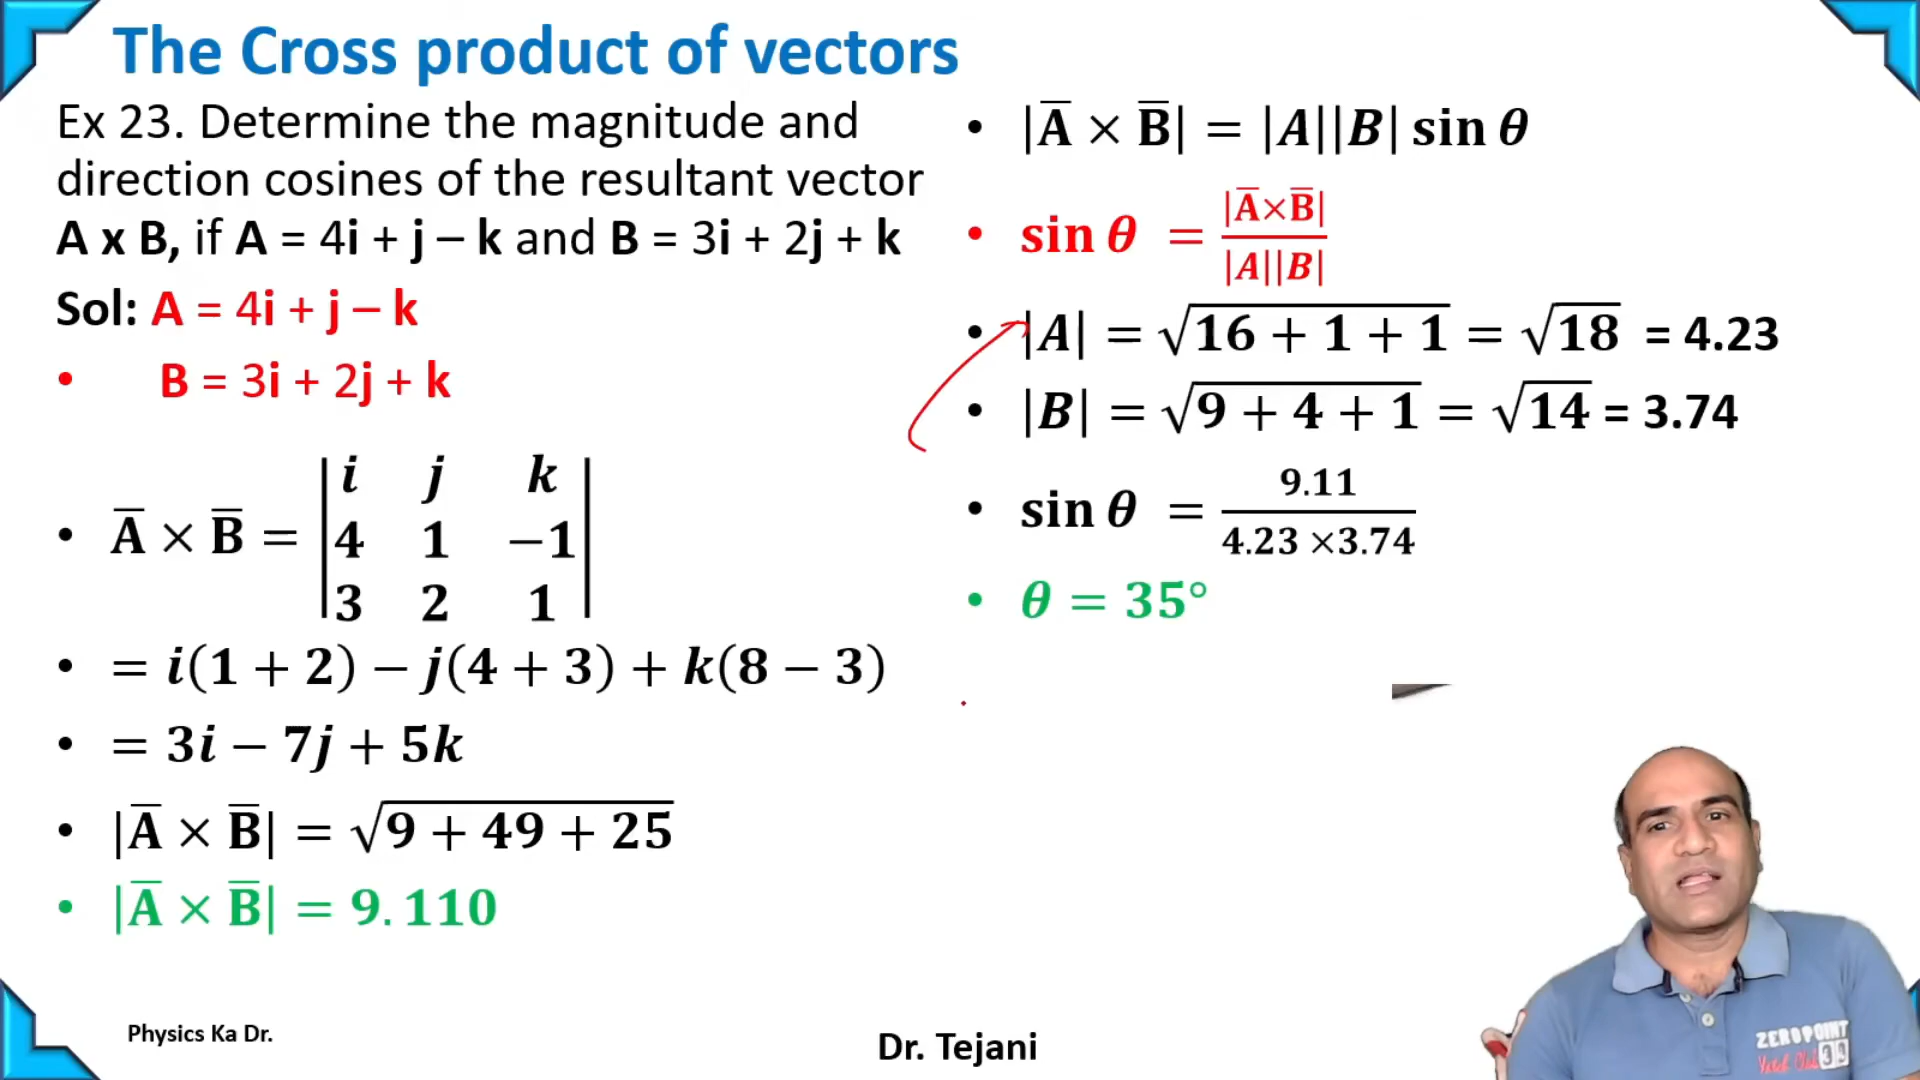 The Cross product of vectors
Ex 23. Determine the magnitude and
direction cosines of the resultant vector
A x B, if A = 4i + j – k and B = 3i + 2j + k
Sol: A = 4i + j – k
• B = 3i + 2j + k
• A̅ × B̅ = |i j k|
|4 1 −1|
|3 2 1|
• = i(1 + 2) − j(4 + 3) + k(8 − 3)
• = 3i − 7j + 5k
• |A̅ × B̅| = √(9 + 49 + 25)
• |A̅ × B̅| = 9.110
• |A̅ × B̅| = |A||B| sin θ
• sin θ = |A̅×B̅| / |A||B|
• |A| = √(16 + 1 + 1) = √18 = 4.23
• |B| = √(9 + 4 + 1) = √14 = 3.74
• sin θ = 9.11 / 4.23 ×3.74
• θ = 35°
Physics Ka Dr.
Dr. Tejani
ZEROPOINT